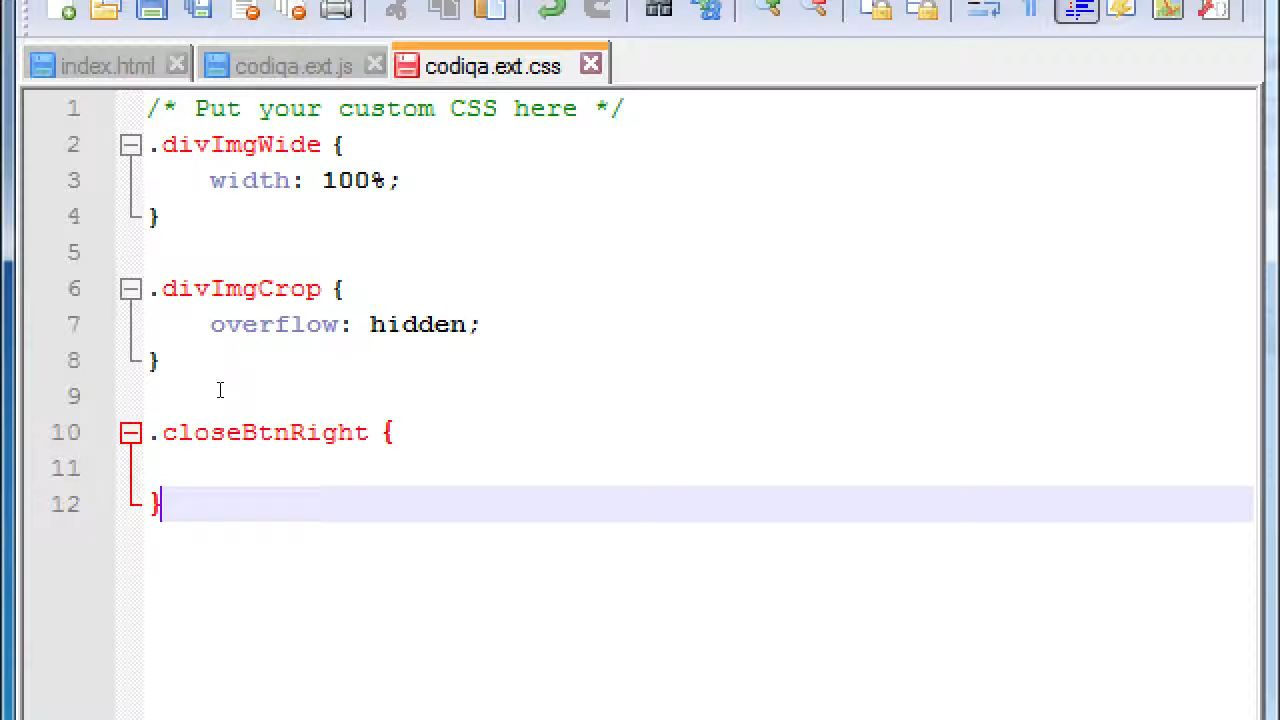 index.html codiqa.ext.js codiqa.ext.css
1 /* Put your custom CSS here */
2 .divImgWide {
3 width: 100%;
4 }
5
6 .divImgCrop {
7 overflow: hidden;
8 }
9
10 .closeBtnRight {
11
12 }